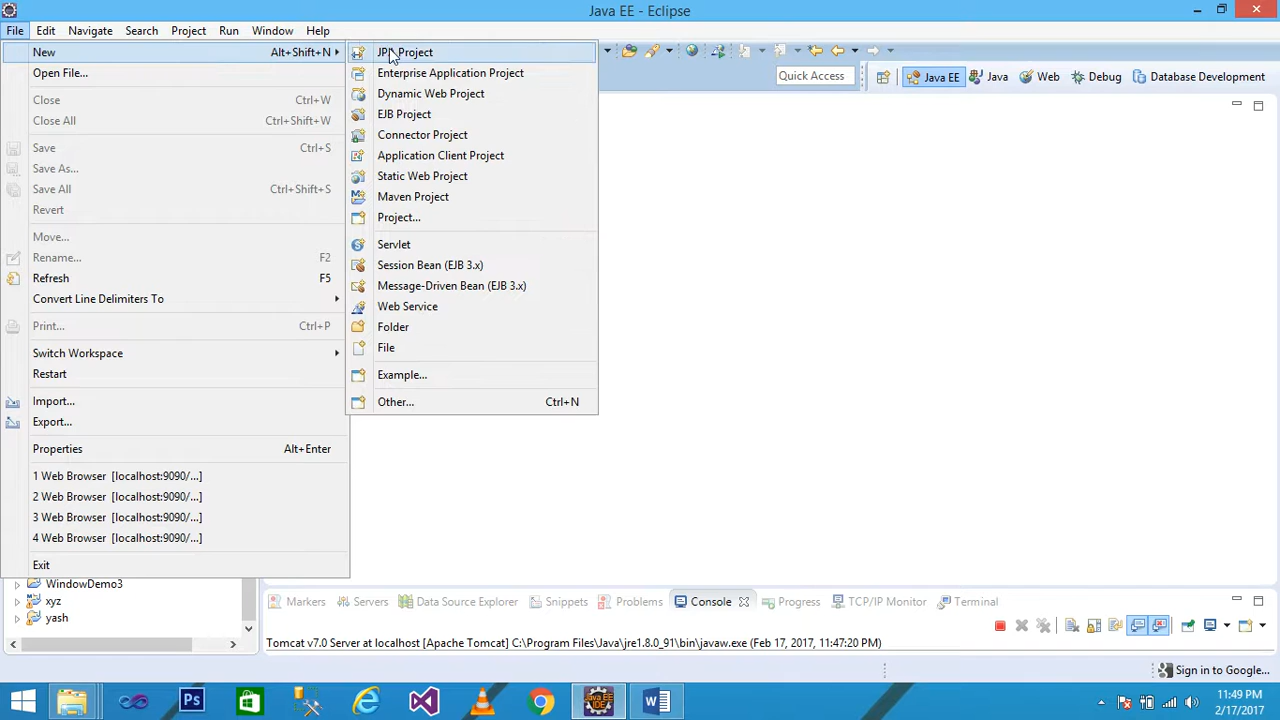 Java EE - Eclipse
File Edit Navigate Search Project Run Window Help
New Alt+Shift+N
Open File...
Close Ctrl+W
Close All Ctrl+Shift+W
Save Ctrl+S
Save As...
Save All Ctrl+Shift+S
Revert
Move...
Rename... F2
Refresh F5
Convert Line Delimiters To
Print... Ctrl+P
Switch Workspace
Restart
Import...
Export...
Properties Alt+Enter
1 Web Browser [localhost:9090/...]
2 Web Browser [localhost:9090/...]
3 Web Browser [localhost:9090/...]
4 Web Browser [localhost:9090/...]
Exit
JPA Project
Enterprise Application Project
Dynamic Web Project
EJB Project
Connector Project
Application Client Project
Static Web Project
Maven Project
Project...
Servlet
Session Bean (EJB 3.x)
Message-Driven Bean (EJB 3.x)
Web Service
Folder
File
Example...
Other... Ctrl+N
Quick Access Java EE Java Web Debug Database Development
WindowDemo3
xyz
yash
Markers Servers Data Source Explorer Snippets Problems Console Progress TCP/IP Monitor Terminal
Tomcat v7.0 Server at localhost [Apache Tomcat] C:\Program Files\Java\jre1.8.0_91\bin\javaw.exe (Feb 17, 2017, 11:47:20 PM)
Sign in to Google...
Ps
Java EE
IDE
11:49 PM
2/17/2017